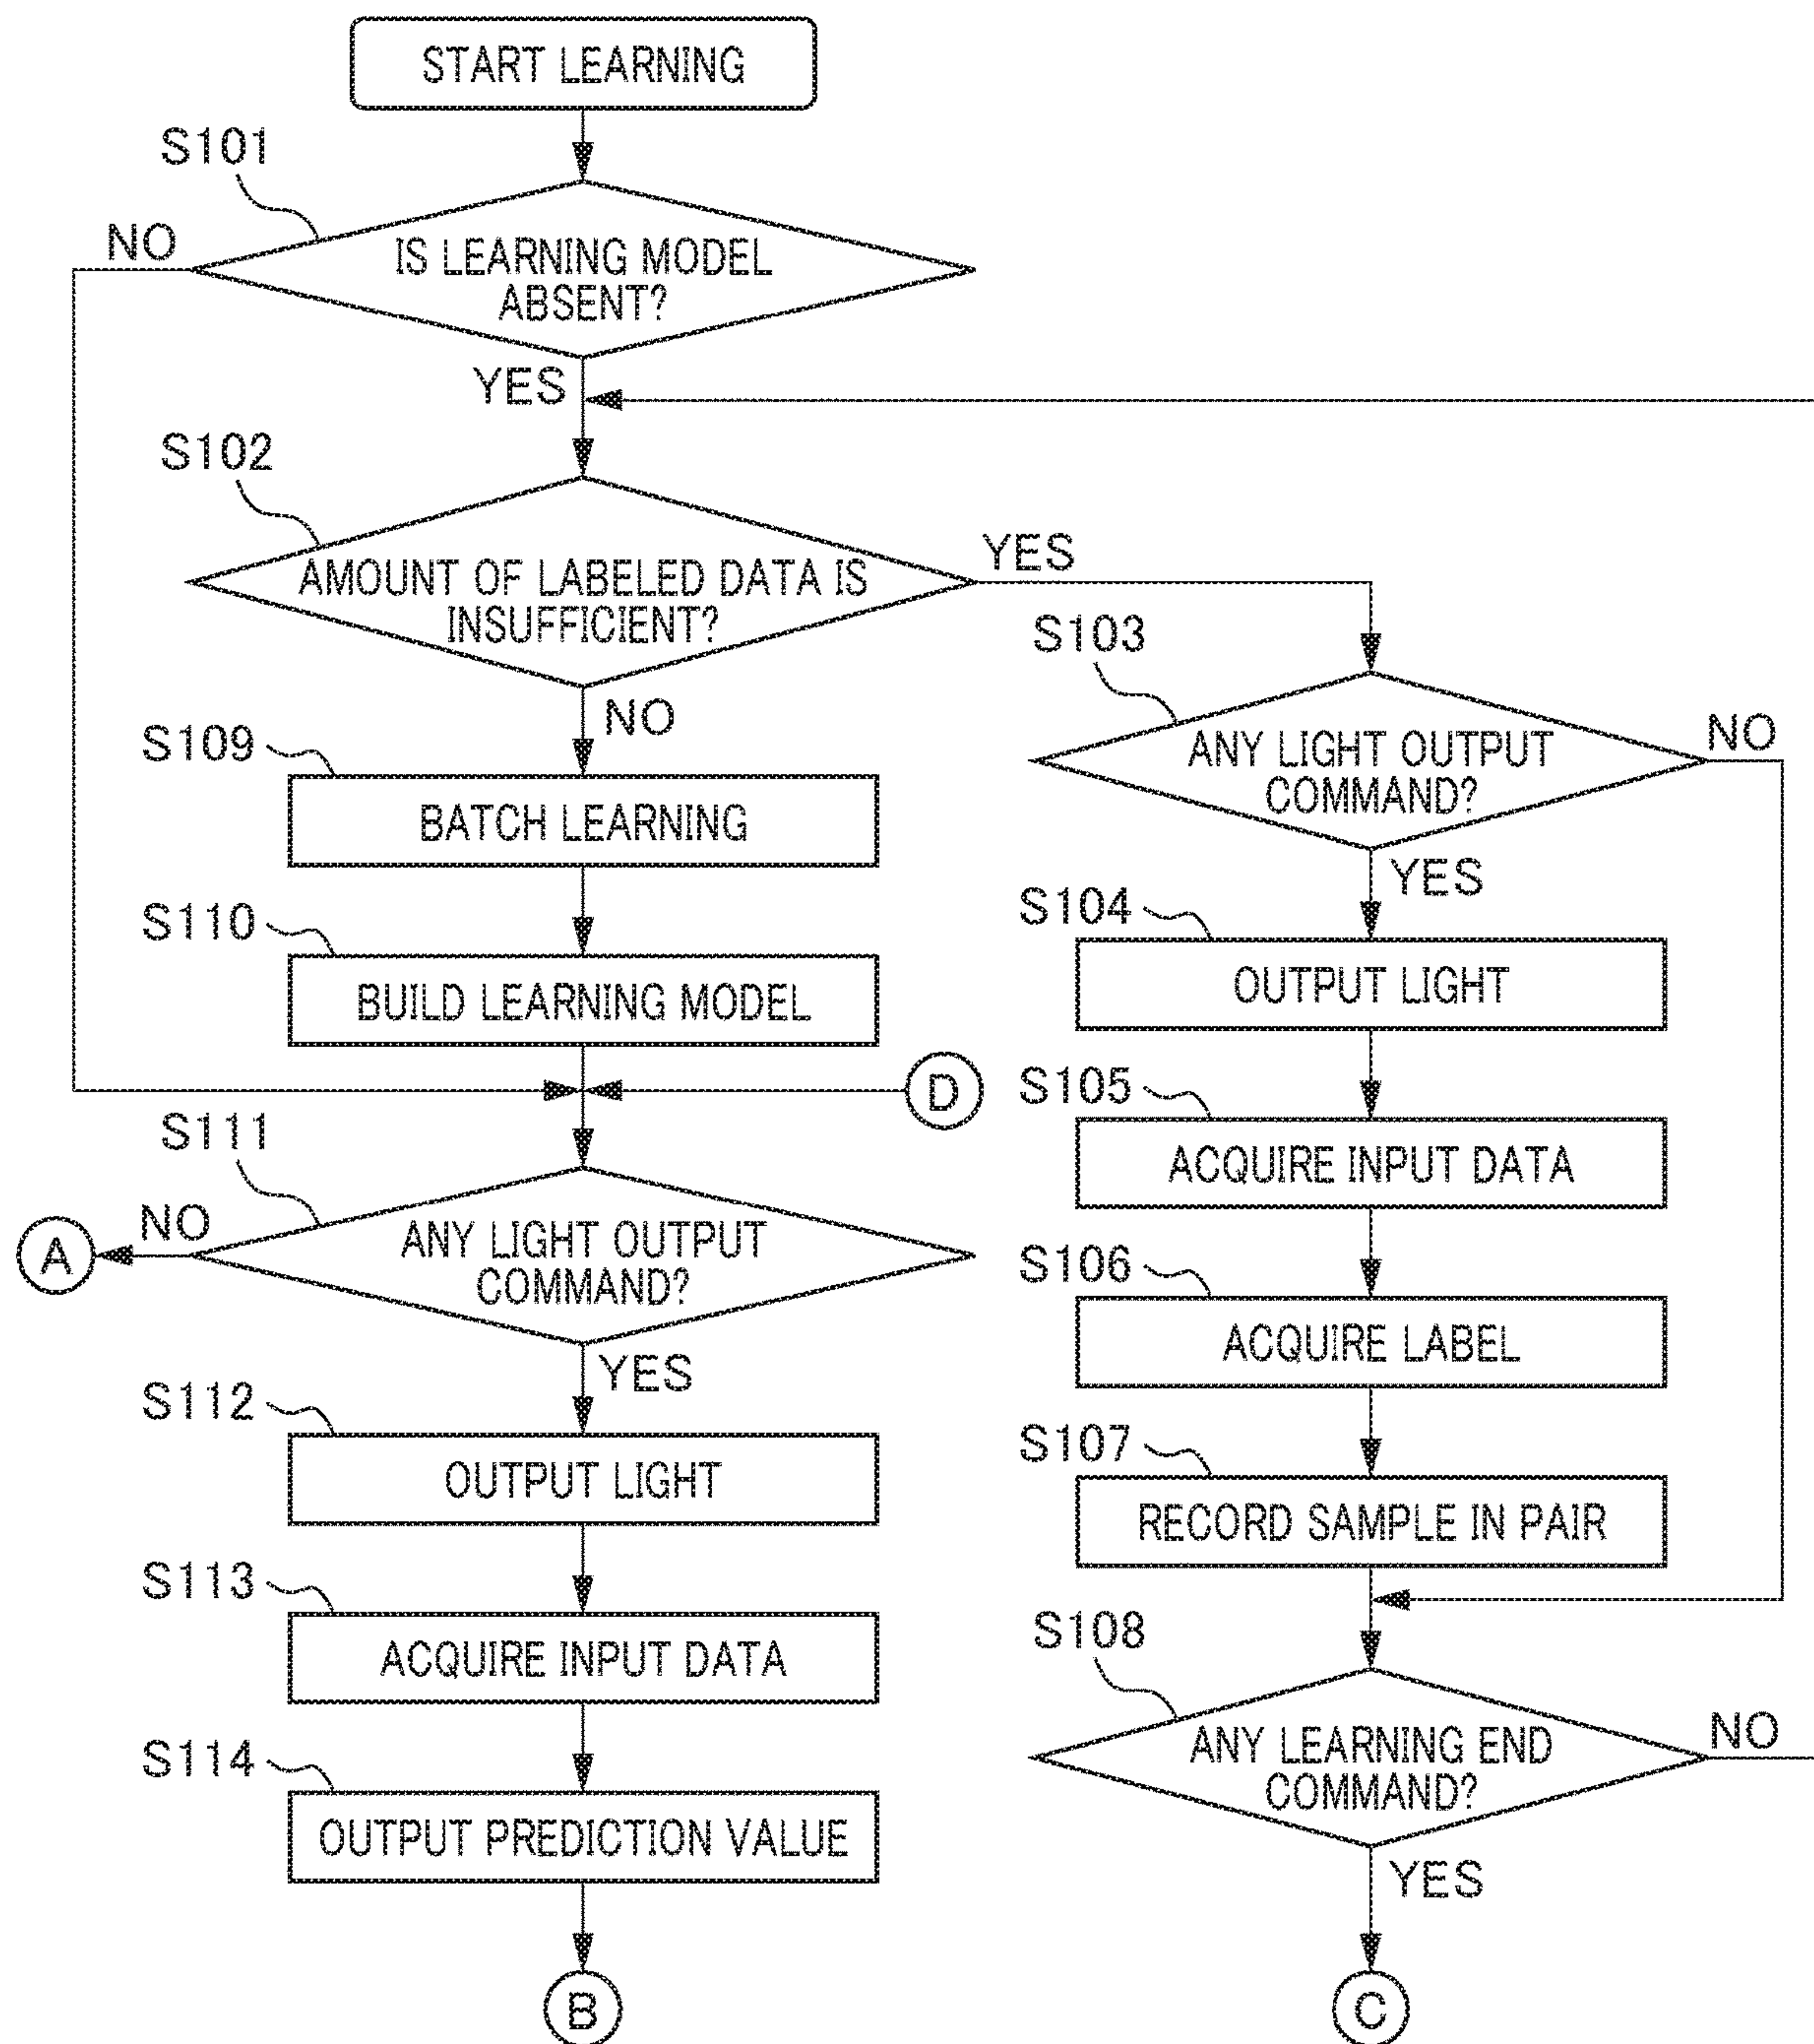 START LEARNING
S101
NO
IS LEARNING MODEL
ABSENT?
YES
S102
AMOUNT OF LABELED DATA IS
INSUFFICIENT?
YES
NO
S103
ANY LIGHT OUTPUT
COMMAND?
NO
YES
S104
OUTPUT LIGHT
S105
ACQUIRE INPUT DATA
S106
ACQUIRE LABEL
S107
RECORD SAMPLE IN PAIR
S108
ANY LEARNING END
COMMAND?
NO
YES
C
S109
BATCH LEARNING
S110
BUILD LEARNING MODEL
D
S111
NO
A
ANY LIGHT OUTPUT
COMMAND?
YES
S112
OUTPUT LIGHT
S113
ACQUIRE INPUT DATA
S114
OUTPUT PREDICTION VALUE
B